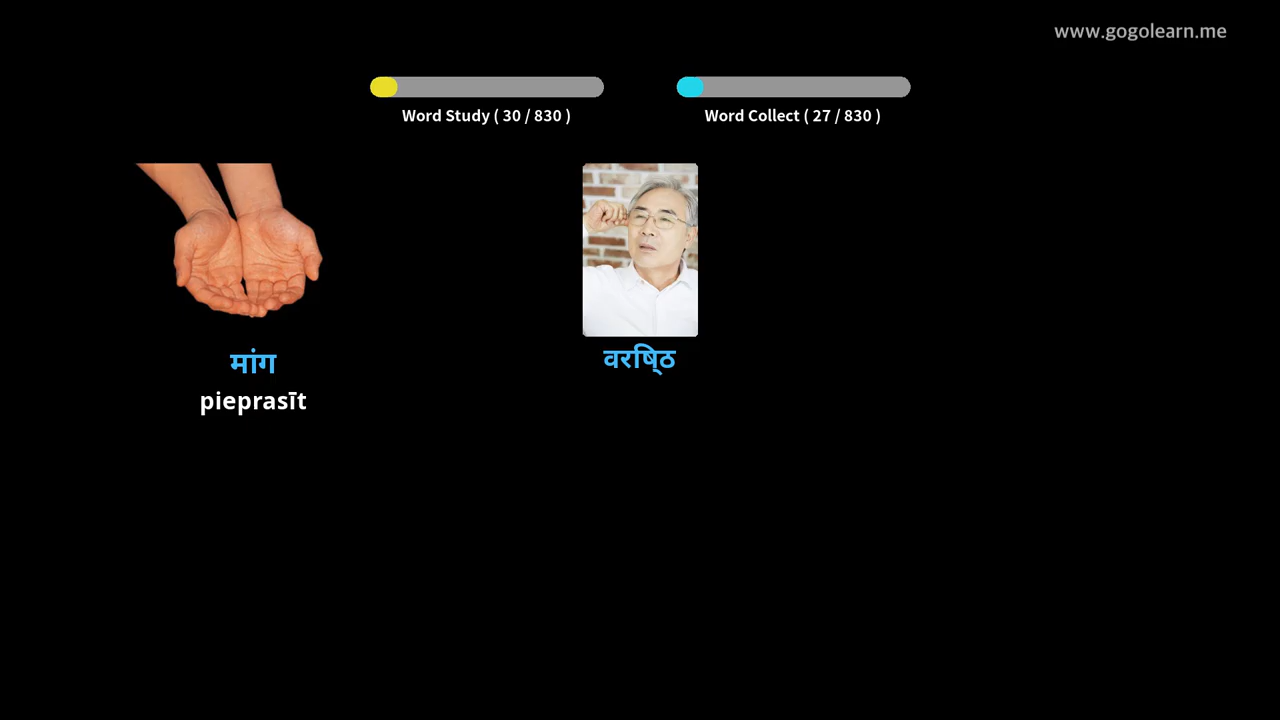 www.gogolearn.me
Word Study ( 30 / 830 )
Word Collect ( 27 / 830 )
मांग
pieprasīt
वरिष्ठ